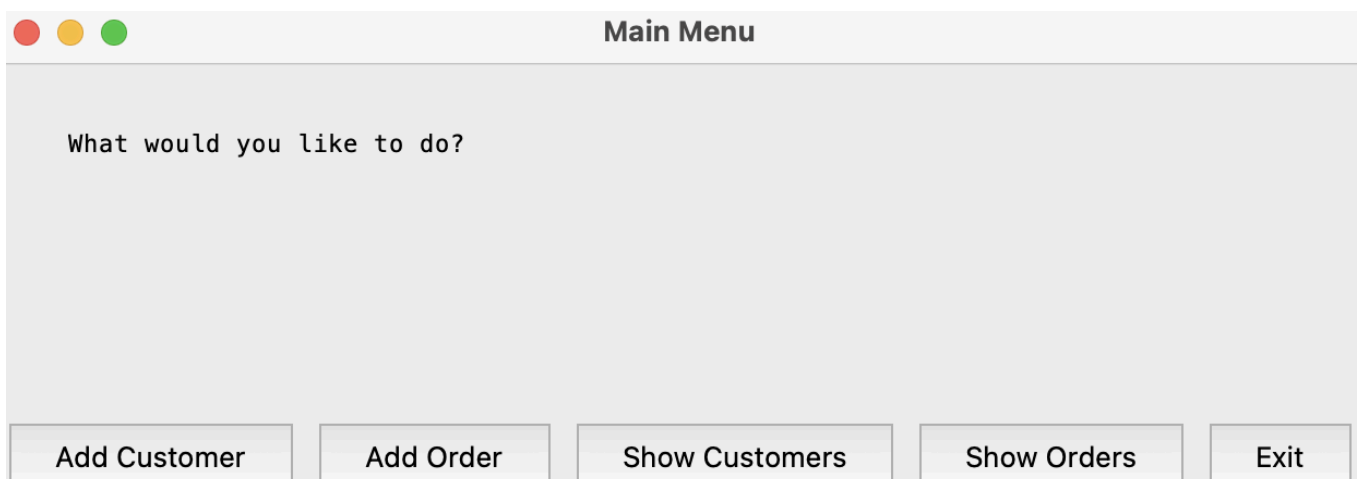 Main Menu
What would you like to do?
Add Customer Add Order Show Customers Show Orders Exit